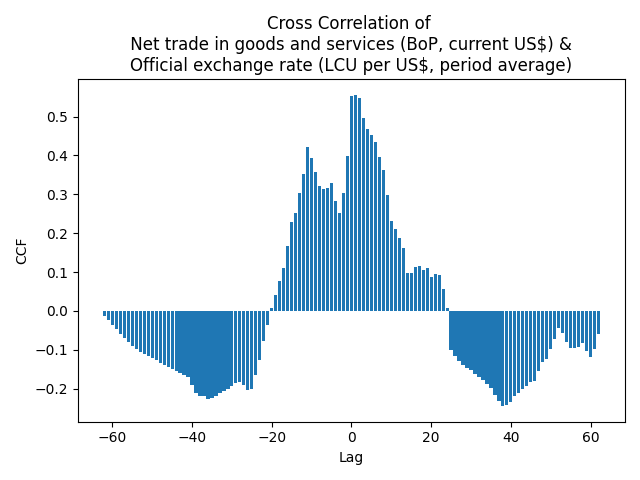 Cross Correlation of
Net trade in goods and services (BoP, current US$) &
Official exchange rate (LCU per US$, period average)
0.5
0.4
0.3
0.2
0.1
0.0
−0.1
−0.2
CCF
−60 −40 −20 0 20 40 60
Lag